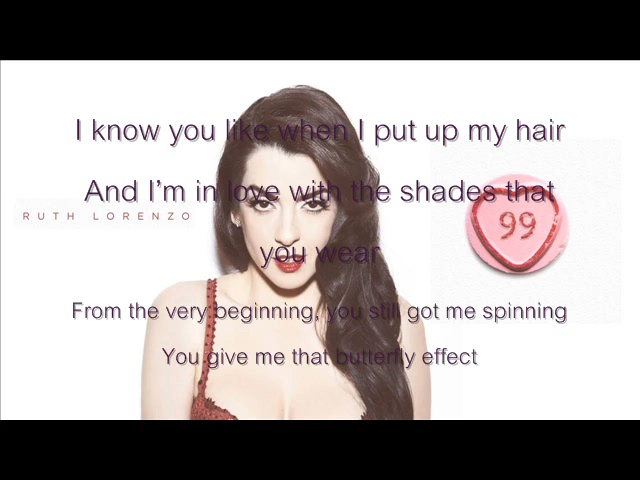 I know you like when I put up my hair
And I'm in love with the shades that
RUTH LORENZO
99
you wear
From the very beginning, you still got me spinning
You give me that butterfly effect